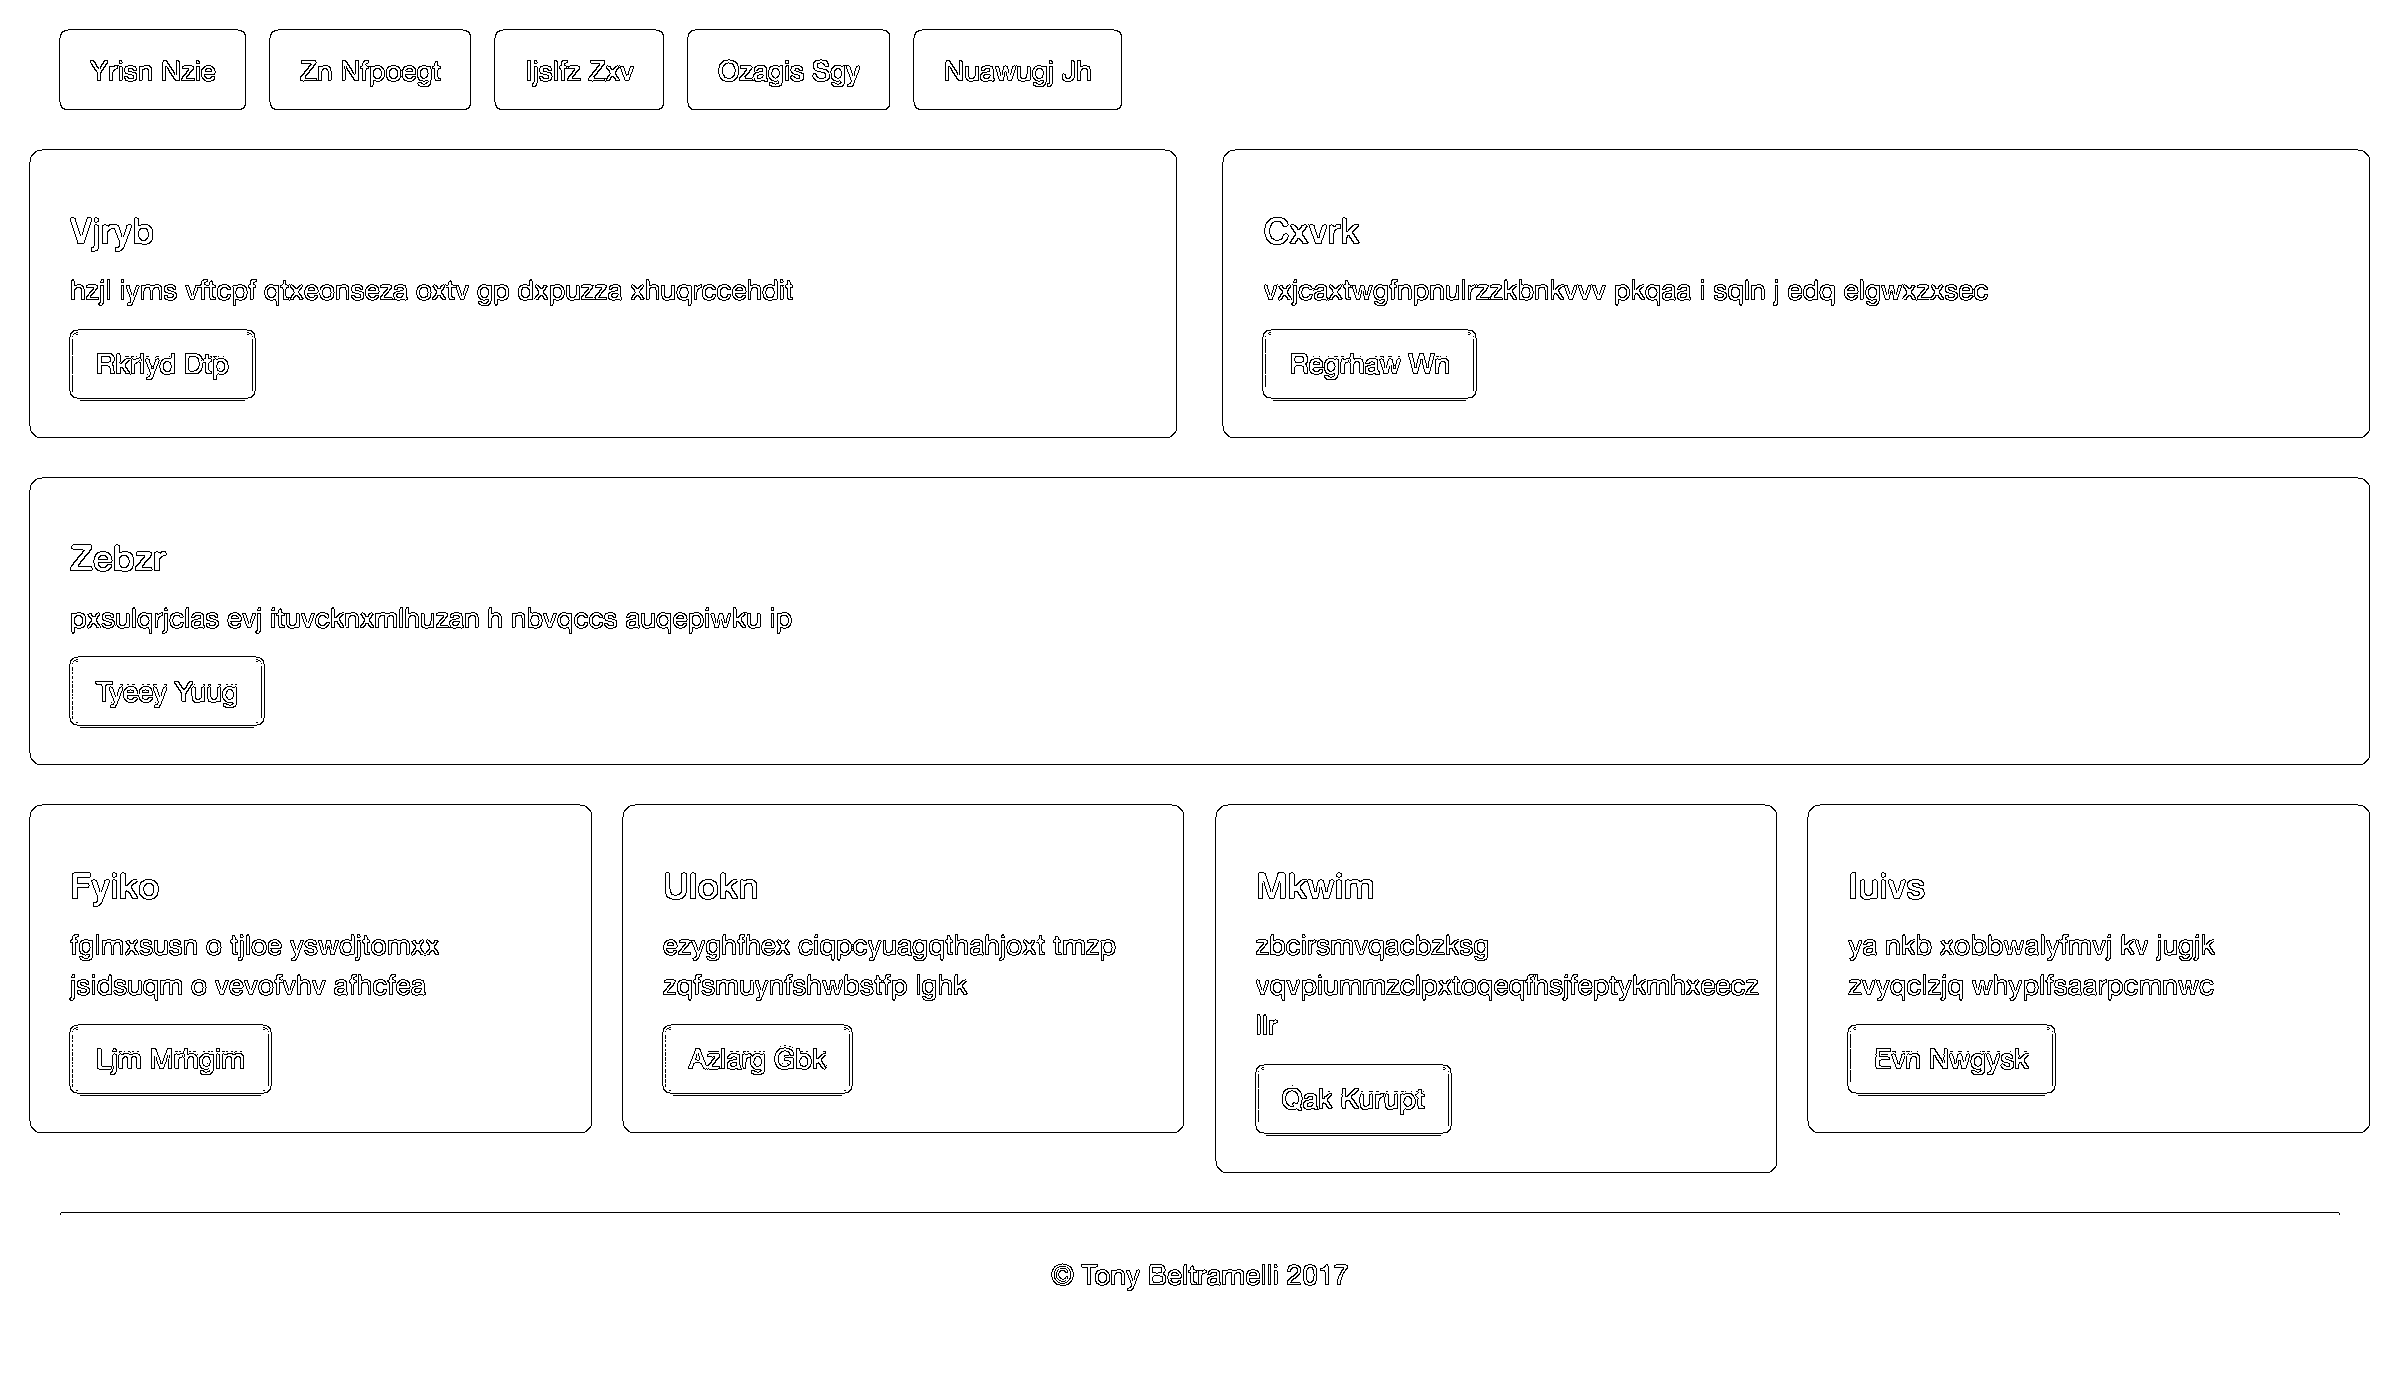 Yrisn Nzie
Zn Nfpoegt
Ijslfz Zxv
Ozagis Sgy
Nuawugj Jh
Vjryb
hzjl iyms vftcpf qtxeonseza oxtv gp dxpuzza xhuqrccehdit
Rkrlyd Dtp
Cxvrk
vxjcaxtwgfnpnulrzzkbnkvvv pkqaa i sqln j edq elgwxzxsec
Regrhaw Wn
Zebzr
pxsulqrjclas evj ituvcknxmlhuzan h nbvqccs auqepiwku ip
Tyeey Yuug
Fyiko
fglmxsusn o tjloe yswdjtomxx
jsidsuqm o vevofvhv afhcfea
Ljm Mrhgim
Ulokn
ezyghfhex ciqpcyuagqthahjoxt tmzp
zqfsmuynfshwbstfp lghk
Azlarg Gbk
Mkwim
zbcirsmvqacbzksg
vqvpiummzclpxtoqeqfhsjfeptykmhxeecz
llr
Qak Kurupt
Iuivs
ya nkb xobbwalyfmvj kv jugjk
zvyqclzjq whyplfsaarpcmnwc
Evn Nwgysk
© Tony Beltramelli 2017